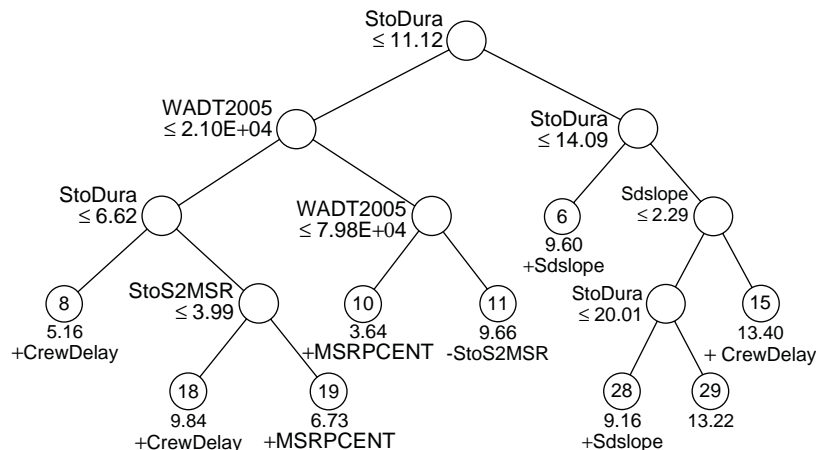 StoDura
≤ 11.12
WADT2005
≤ 2.10E+04
StoDura
≤ 14.09
StoDura
≤ 6.62
WADT2005
≤ 7.98E+04
6
9.60
+Sdslope
Sdslope
≤ 2.29
8
5.16
+CrewDelay
StoS2MSR
≤ 3.99
10
3.64
+MSRPCENT
11
9.66
-StoS2MSR
StoDura
≤ 20.01
15
13.40
+ CrewDelay
18
9.84
+CrewDelay
19
6.73
+MSRPCENT
28
9.16
+Sdslope
29
13.22